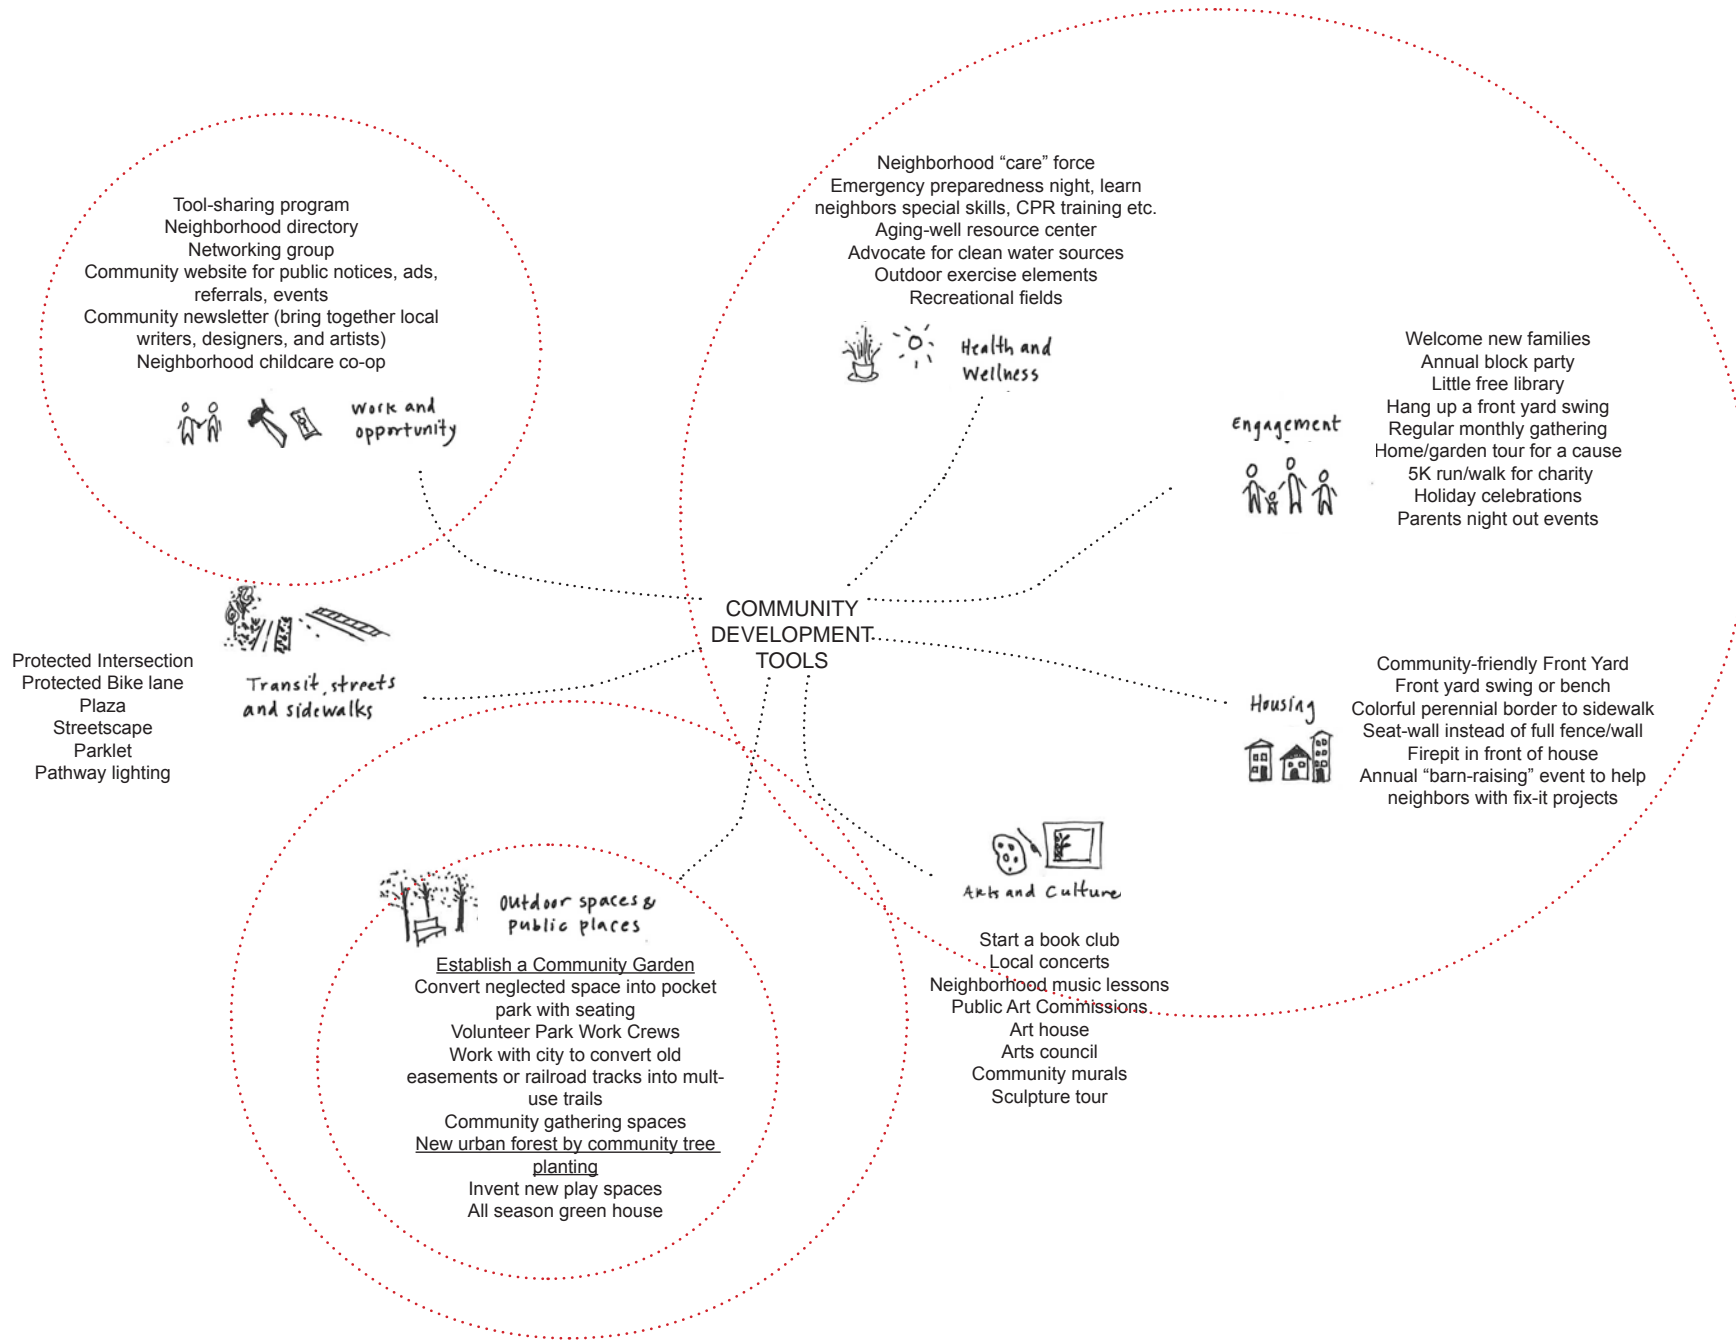 Tool-sharing program
Neighborhood directory
Networking group
Community website for public notices, ads,
referrals, events
Community newsletter (bring together local
writers, designers, and artists)
Neighborhood childcare co-op
Work and
opportunity
Neighborhood “care” force
Emergency preparedness night, learn
neighbors special skills, CPR training etc.
Aging-well resource center
Advocate for clean water sources
Outdoor exercise elements
Recreational fields
Health and
Wellness
Engagement
Welcome new families
Annual block party
Little free library
Hang up a front yard swing
Regular monthly gathering
Home/garden tour for a cause
5K run/walk for charity
Holiday celebrations
Parents night out events
COMMUNITY
DEVELOPMENT
TOOLS
Protected Intersection
Protected Bike lane
Plaza
Streetscape
Parklet
Pathway lighting
Transit, streets
and sidewalks
Housing
Community-friendly Front Yard
Front yard swing or bench
Colorful perennial border to sidewalk
Seat-wall instead of full fence/wall
Firepit in front of house
Annual “barn-raising” event to help
neighbors with fix-it projects
Outdoor spaces &
public places
Establish a Community Garden
Convert neglected space into pocket
park with seating
Volunteer Park Work Crews
Work with city to convert old
easements or railroad tracks into mult-
use trails
Community gathering spaces
New urban forest by community tree
planting
Invent new play spaces
All season green house
Arts and Culture
Start a book club
Local concerts
Neighborhood music lessons
Public Art Commissions
Art house
Arts council
Community murals
Sculpture tour